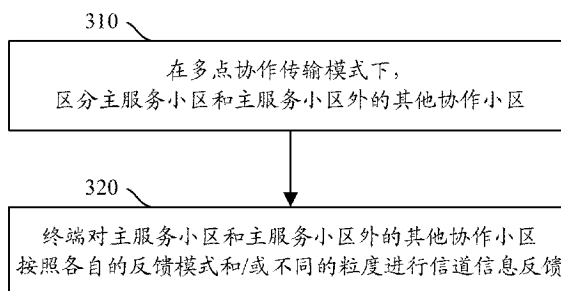 310
在多点协作传输模式下，
区分主服务小区和主服务小区外的其他协作小区
320
终端对主服务小区和主服务小区外的其他协作小区
按照各自的反馈模式和/或不同的粒度进行信道信息反馈